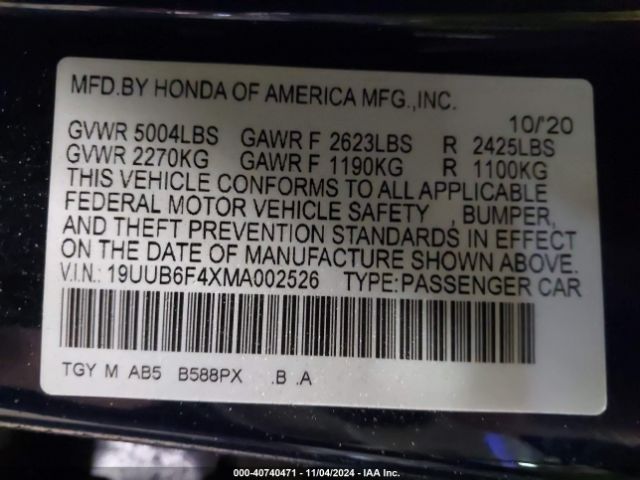 MFD.BY HONDA OF AMERICA MFG.,INC.
10/'20
GVWR 5004LBS GAWR F 2623LBS R 2425LBS
GVWR 2270KG GAWR F 1190KG R 1100KG
THIS VEHICLE CONFORMS TO ALL APPLICABLE
FEDERAL MOTOR VEHICLE SAFETY , BUMPER,
AND THEFT PREVENTION STANDARDS IN EFFECT
ON THE DATE OF MANUFACTURE SHOWN ABOVE.
V.I.N.: 19UUB6F4XMA002526 TYPE:PASSENGER CAR
TGY M AB5 B588PX .B .A
000-40740471 - 11/04/2024 - IAA Inc.